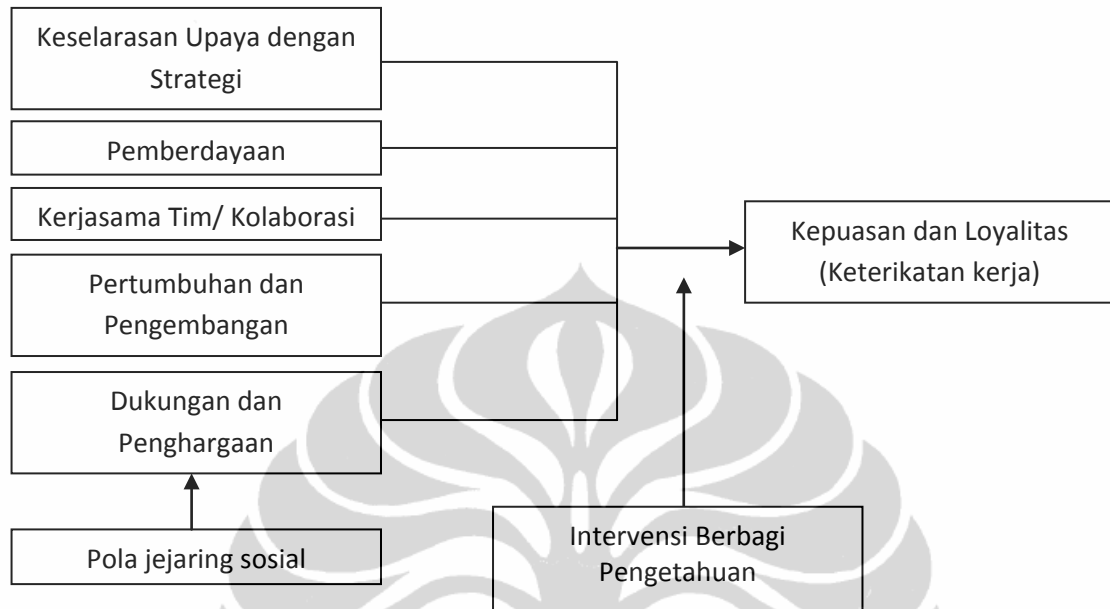 Keselarasan Upaya dengan
Strategi
Pemberdayaan
Kerjasama Tim/ Kolaborasi
Pertumbuhan dan
Pengembangan
Dukungan dan
Penghargaan
Pola jejaring sosial
Kepuasan dan Loyalitas
(Keterikatan kerja)
Intervensi Berbagi
Pengetahuan